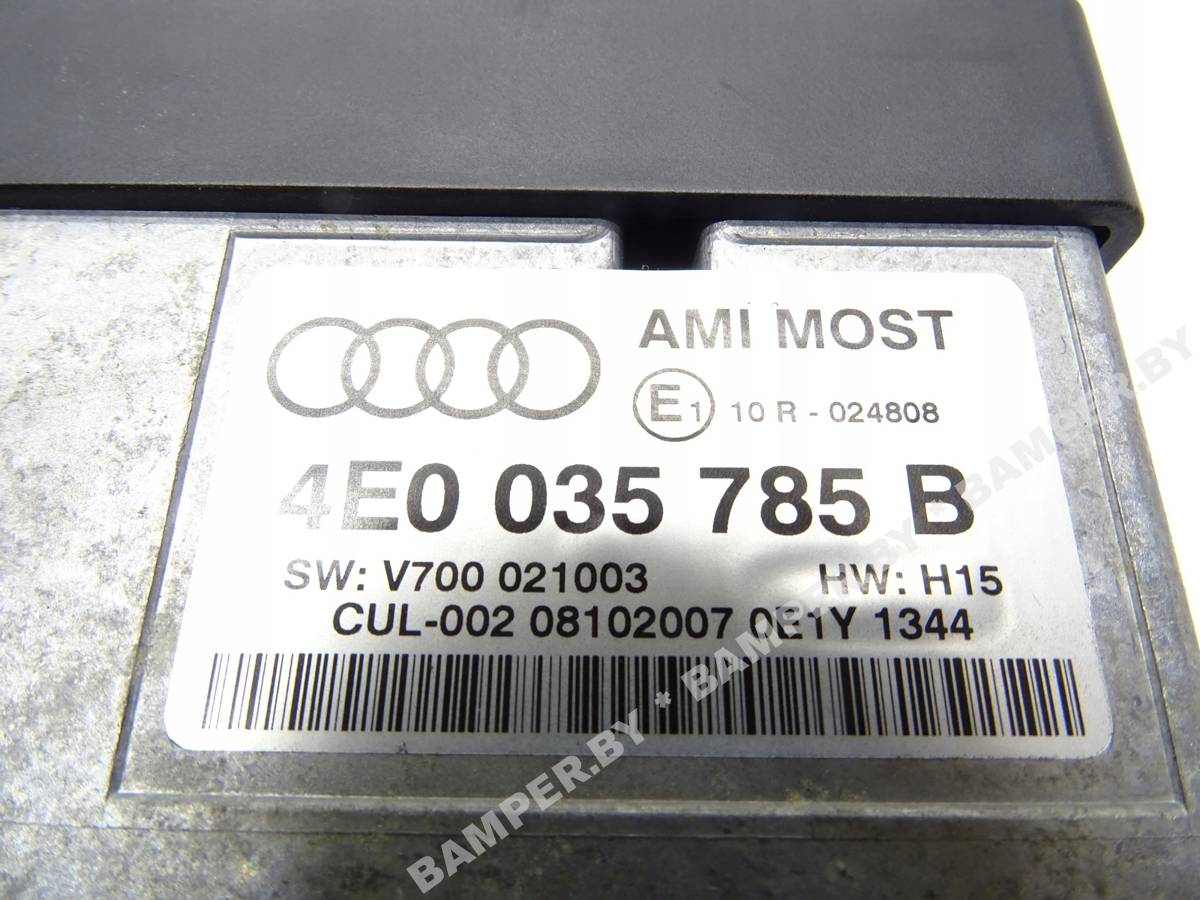 AMI MOST
E1 10 R - 024808
4E0 035 785 B
SW: V700 021003 HW: H15
CUL-002 08102007 0E1Y 1344
BAMPER.BY * BAMPER.BY * BAMPER.BY